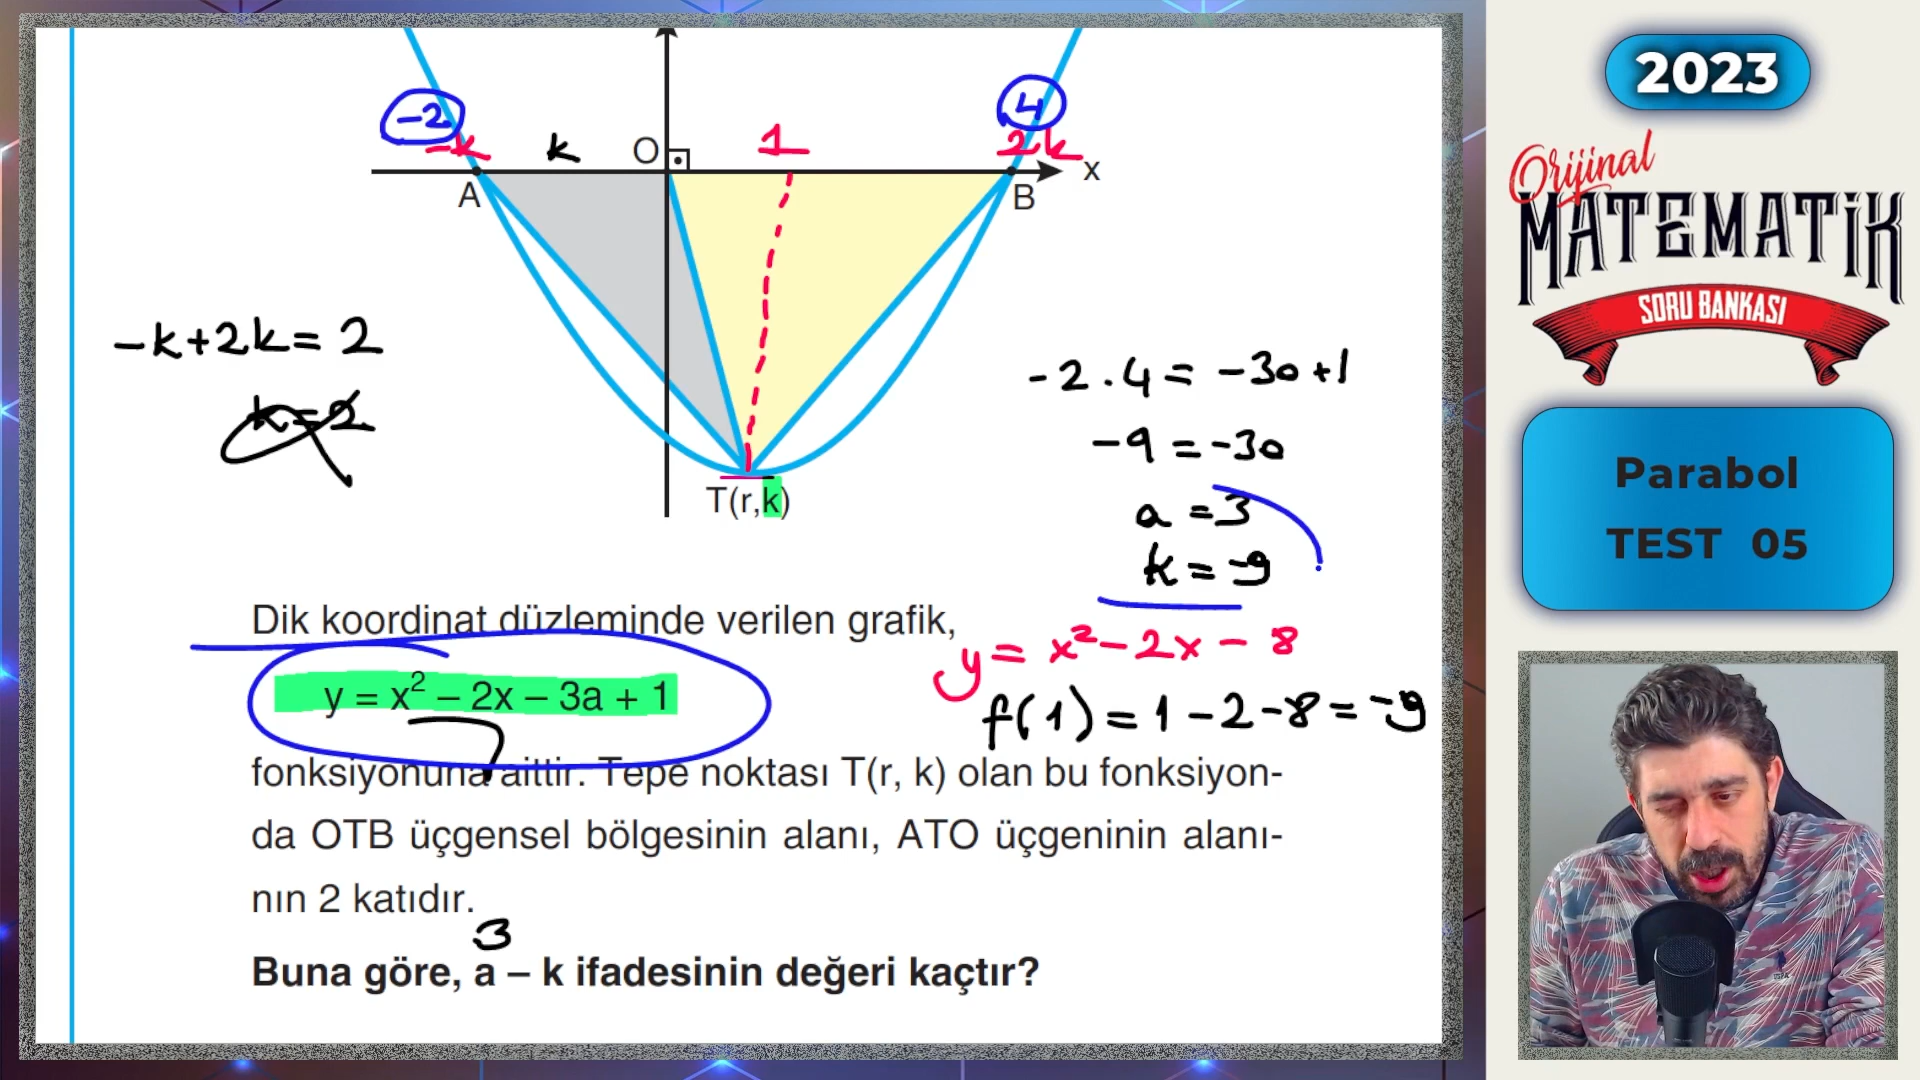 -2
4
-k
k
O
1
2k
x
A
B
-k+2k= 2
k=2
-2 . 4 = -3a+1
-9 = -3a
a = 3
k = -9
T(r,k)
Dik koordinat düzleminde verilen grafik,
y = x² – 2x – 3a + 1
y = x² - 2x - 8
f(1) = 1 - 2 - 8 = -9
fonksiyonuna aittir. Tepe noktası T(r, k) olan bu fonksiyon-
da OTB üçgensel bölgesinin alanı, ATO üçgeninin alanı-
nın 2 katıdır.
3
Buna göre, a – k ifadesinin değeri kaçtır?
2023
Orijinal
MATEMATİK
SORU BANKASI
Parabol
TEST 05